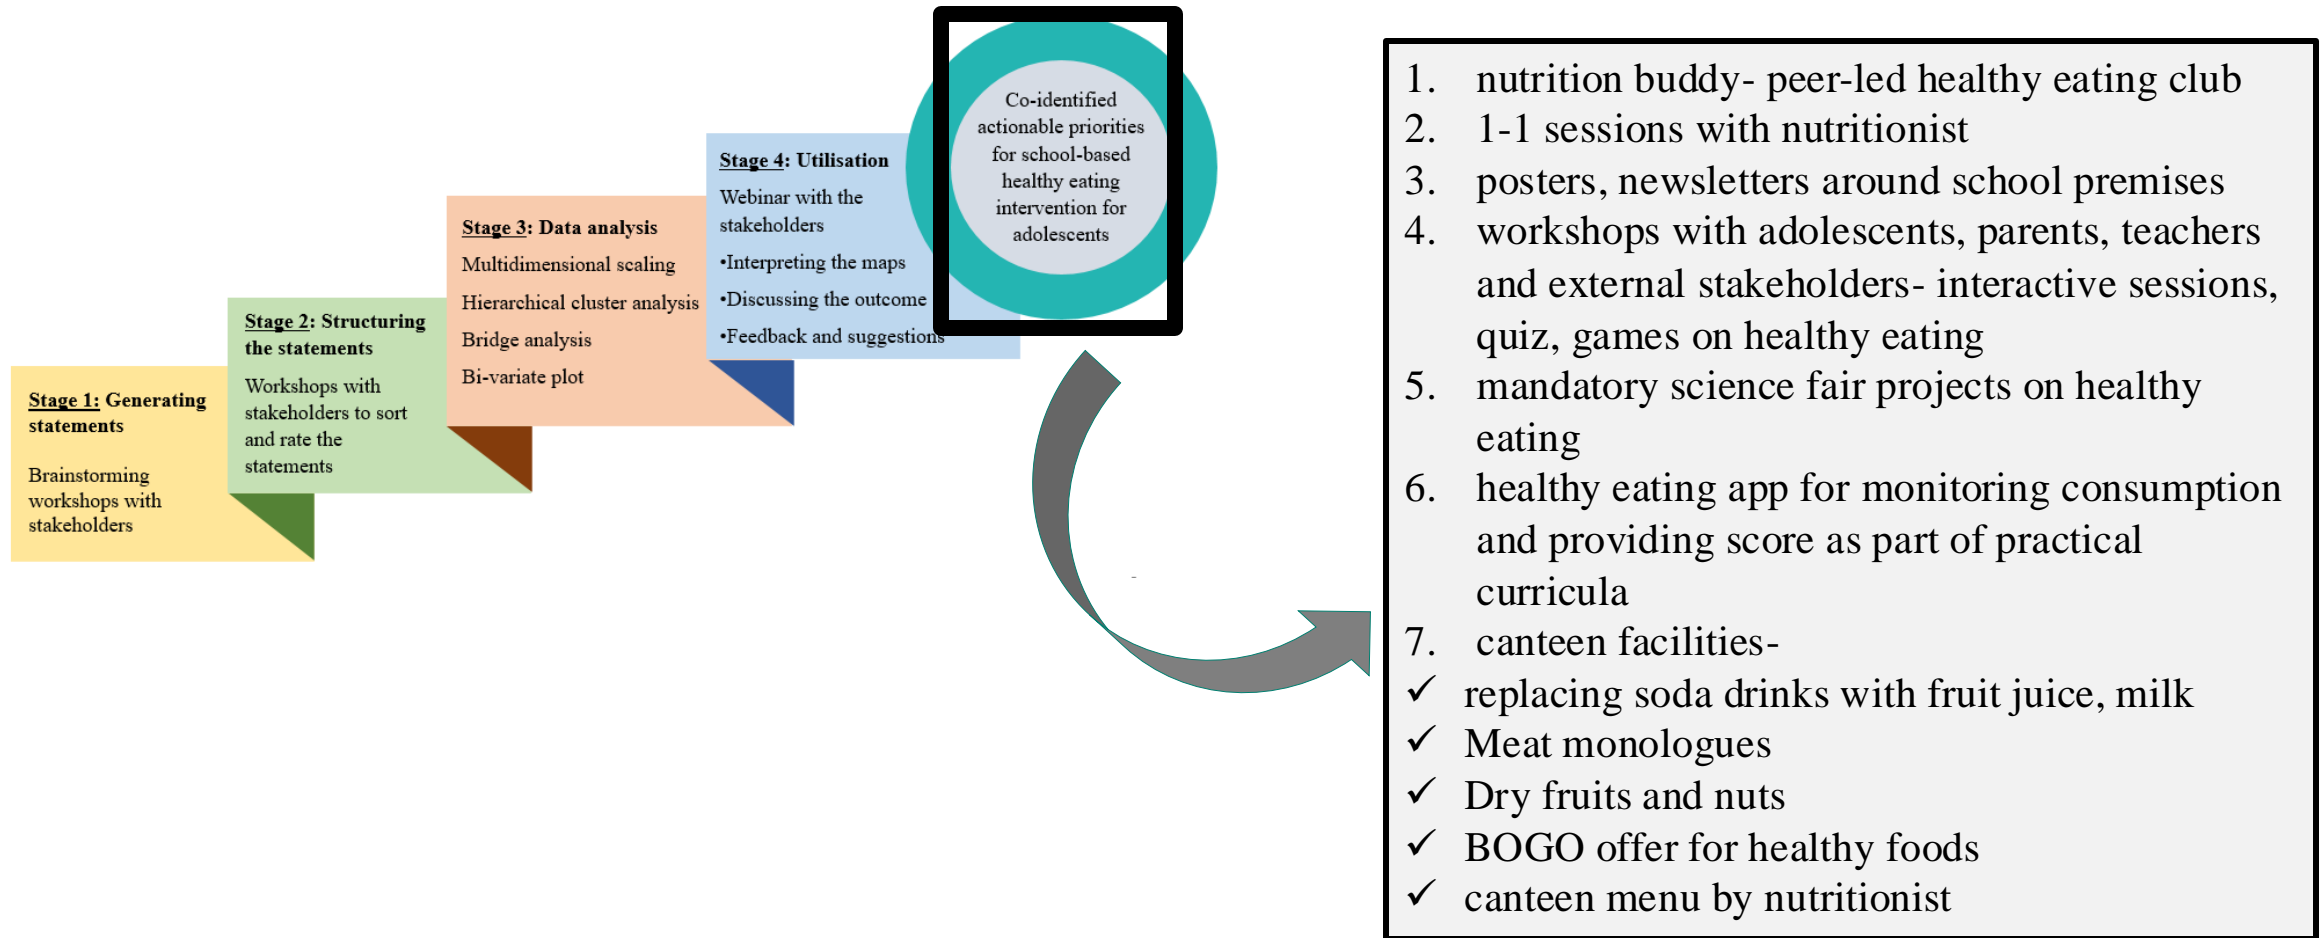 Stage 1: Generating
statements
Brainstorming
workshops with
stakeholders
Stage 2: Structuring
the statements
Workshops with
stakeholders to sort
and rate the
statements
Stage 3: Data analysis
Multidimensional scaling
Hierarchical cluster analysis
Bridge analysis
Bi-variate plot
Stage 4: Utilisation
Webinar with the
stakeholders
•Interpreting the maps
•Discussing the outcome
•Feedback and suggestions
Co-identified
actionable priorities
for school-based
healthy eating
intervention for
adolescents
1. nutrition buddy- peer-led healthy eating club
2. 1-1 sessions with nutritionist
3. posters, newsletters around school premises
4. workshops with adolescents, parents, teachers
and external stakeholders- interactive sessions,
quiz, games on healthy eating
5. mandatory science fair projects on healthy
eating
6. healthy eating app for monitoring consumption
and providing score as part of practical
curricula
7. canteen facilities-
✓ replacing soda drinks with fruit juice, milk
✓ Meat monologues
✓ Dry fruits and nuts
✓ BOGO offer for healthy foods
✓ canteen menu by nutritionist